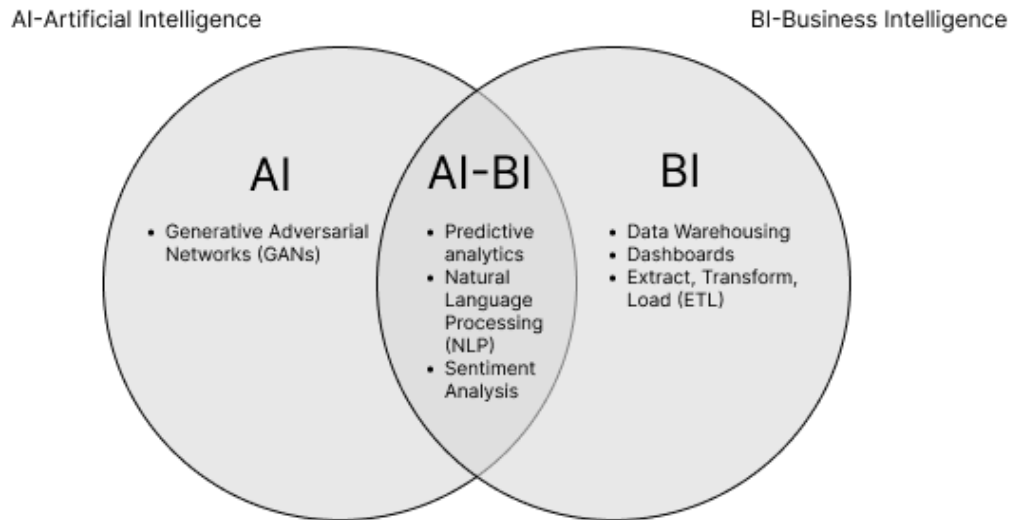 AI-Artificial Intelligence
BI-Business Intelligence
AI
• Generative Adversarial
Networks (GANs)
AI-BI
• Predictive
analytics
• Natural
Language
Processing
(NLP)
• Sentiment
Analysis
BI
• Data Warehousing
• Dashboards
• Extract, Transform,
Load (ETL)